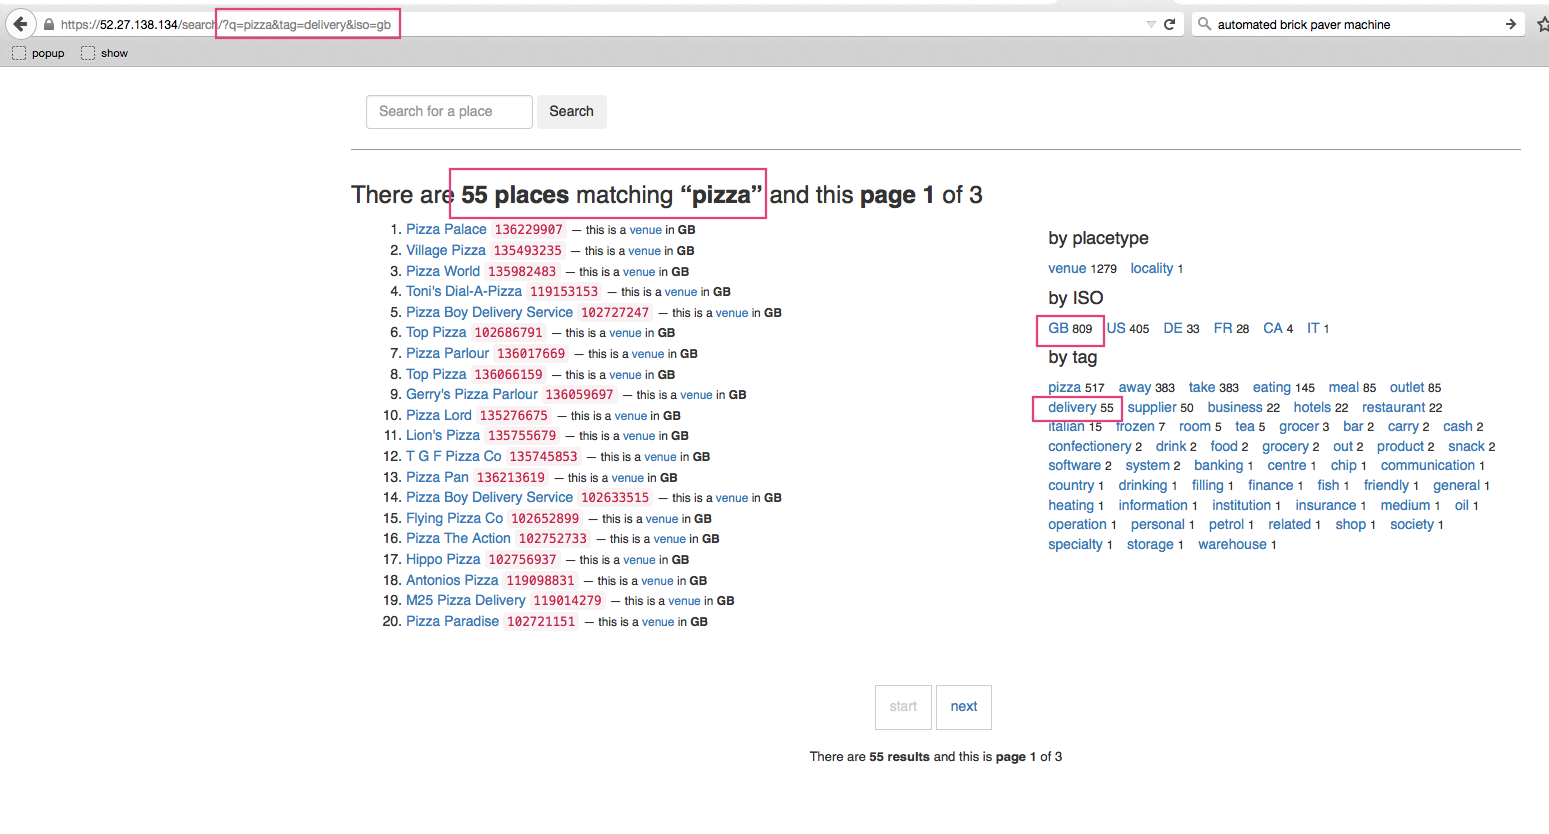 https://52.27.138.134/search/?q=pizza&tag=delivery&iso=gb
automated brick paver machine
popup show
Search for a place Search
There are 55 places matching “pizza” and this page 1 of 3
1. Pizza Palace 136229907 — this is a venue in GB
2. Village Pizza 135493235 — this is a venue in GB
3. Pizza World 135982483 — this is a venue in GB
4. Toni's Dial-A-Pizza 119153153 — this is a venue in GB
5. Pizza Boy Delivery Service 102727247 — this is a venue in GB
6. Top Pizza 102686791 — this is a venue in GB
7. Pizza Parlour 136017669 — this is a venue in GB
8. Top Pizza 136066159 — this is a venue in GB
9. Gerry's Pizza Parlour 136059697 — this is a venue in GB
10. Pizza Lord 135276675 — this is a venue in GB
11. Lion's Pizza 135755679 — this is a venue in GB
12. T G F Pizza Co 135745853 — this is a venue in GB
13. Pizza Pan 136213619 — this is a venue in GB
14. Pizza Boy Delivery Service 102633515 — this is a venue in GB
15. Flying Pizza Co 102652899 — this is a venue in GB
16. Pizza The Action 102752733 — this is a venue in GB
17. Hippo Pizza 102756937 — this is a venue in GB
18. Antonios Pizza 119098831 — this is a venue in GB
19. M25 Pizza Delivery 119014279 — this is a venue in GB
20. Pizza Paradise 102721151 — this is a venue in GB
by placetype
venue 1279 locality 1
by ISO
GB 809 US 405 DE 33 FR 28 CA 4 IT 1
by tag
pizza 517 away 383 take 383 eating 145 meal 85 outlet 85
delivery 55 supplier 50 business 22 hotels 22 restaurant 22
italian 15 frozen 7 room 5 tea 5 grocer 3 bar 2 carry 2 cash 2
confectionery 2 drink 2 food 2 grocery 2 out 2 product 2 snack 2
software 2 system 2 banking 1 centre 1 chip 1 communication 1
country 1 drinking 1 filling 1 finance 1 fish 1 friendly 1 general 1
heating 1 information 1 institution 1 insurance 1 medium 1 oil 1
operation 1 personal 1 petrol 1 related 1 shop 1 society 1
specialty 1 storage 1 warehouse 1
start next
There are 55 results and this is page 1 of 3